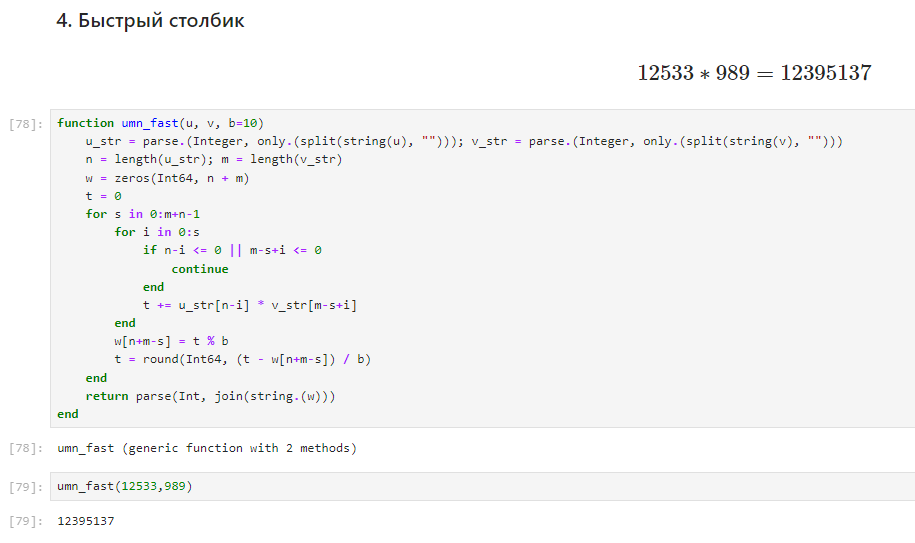 4. Быстрый столбик
12533 ∗ 989 = 12395137
[78]: function umn_fast(u, v, b=10)
    u_str = parse.(Integer, only.(split(string(u), ""))); v_str = parse.(Integer, only.(split(string(v), "")))
    n = length(u_str); m = length(v_str)
    w = zeros(Int64, n + m)
    t = 0
    for s in 0:m+n-1
        for i in 0:s
            if n-i <= 0 || m-s+i <= 0
                continue
            end
            t += u_str[n-i] * v_str[m-s+i]
        end
        w[n+m-s] = t % b
        t = round(Int64, (t - w[n+m-s]) / b)
    end
    return parse(Int, join(string.(w)))
end
[78]: umn_fast (generic function with 2 methods)
[79]: umn_fast(12533,989)
[79]: 12395137